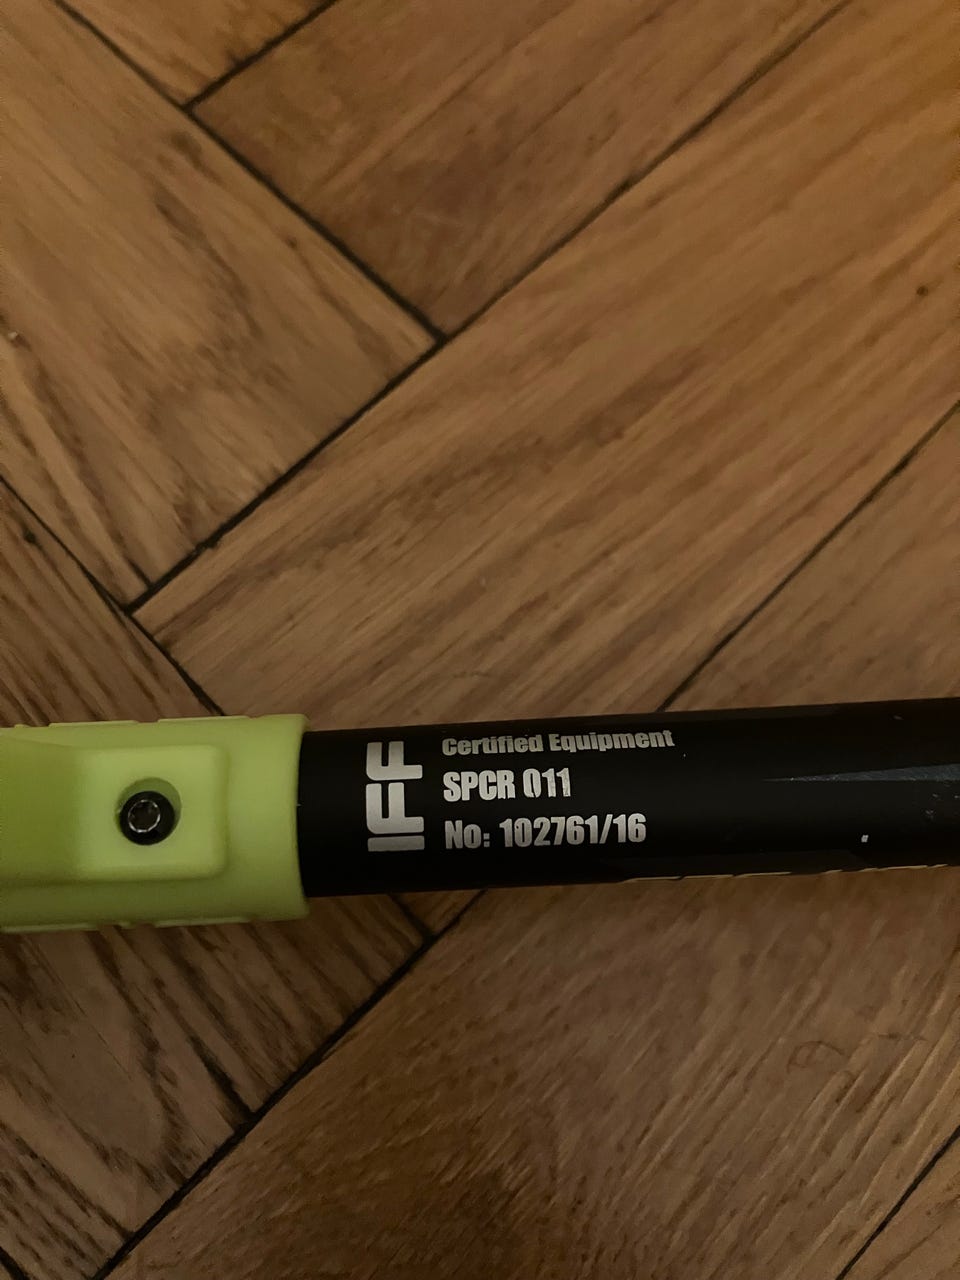 IFF
Certified Equipment
SPCR 011
No: 102761/16